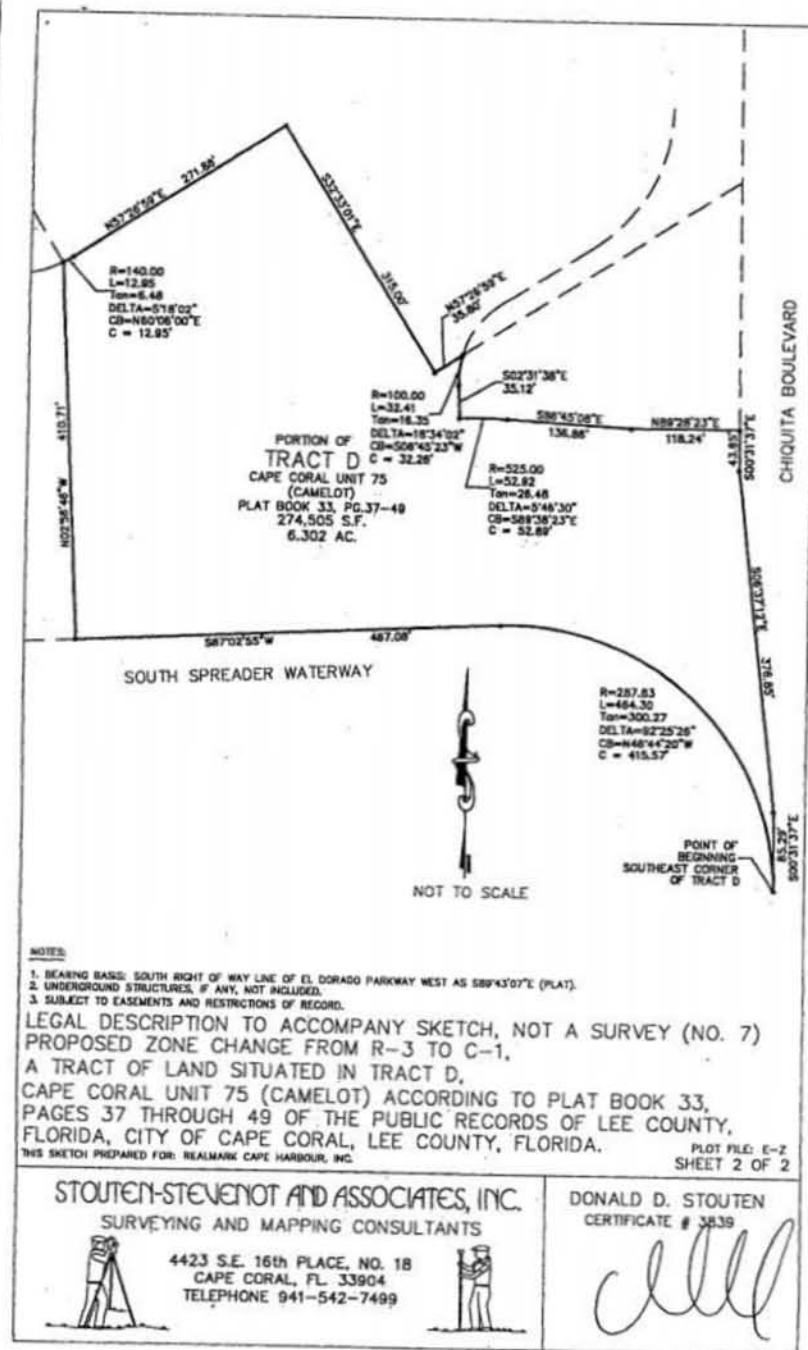 N57°26'59"E 271.88'
S32°33'01"E
315.00'
N57°26'59"E
35.80'
R=140.00
L=12.95
Tan=6.48
DELTA=5°18'02"
CB=N60°06'00"E
C = 12.95'
S02°31'38"E
35.12'
R=100.00
L=32.41
Tan=16.35
DELTA=18°34'02"
CB=S08°45'23"W
C = 32.26'
S86°45'08"E
136.86'
N89°28'23"E
118.24'
43.85'
S00°31'37"E
CHIQUITA BOULEVARD
N02°56'46"W 410.71'
PORTION OF
TRACT D
CAPE CORAL UNIT 75
(CAMELOT)
PLAT BOOK 33, PG.37-49
274,505 S.F.
6.302 AC.
R=525.00
L=52.92
Tan=26.48
DELTA=5°46'30"
CB=S89°38'23"E
C = 52.89'
S06°37'12"E 376.85'
S87°02'55"W 487.08'
SOUTH SPREADER WATERWAY
R=287.83
L=464.30
Tan=300.27
DELTA=92°25'26"
CB=N46°44'20"W
C = 415.57'
POINT OF
BEGINNING
SOUTHEAST CORNER
OF TRACT D
85.29'
S00°31'37"E
NOT TO SCALE
NOTES:
1. BEARING BASIS: SOUTH RIGHT OF WAY LINE OF EL DORADO PARKWAY WEST AS S89°43'07"E (PLAT).
2. UNDERGROUND STRUCTURES, IF ANY, NOT INCLUDED.
3. SUBJECT TO EASEMENTS AND RESTRICTIONS OF RECORD.
LEGAL DESCRIPTION TO ACCOMPANY SKETCH, NOT A SURVEY (NO. 7)
PROPOSED ZONE CHANGE FROM R-3 TO C-1,
A TRACT OF LAND SITUATED IN TRACT D,
CAPE CORAL UNIT 75 (CAMELOT) ACCORDING TO PLAT BOOK 33,
PAGES 37 THROUGH 49 OF THE PUBLIC RECORDS OF LEE COUNTY,
FLORIDA, CITY OF CAPE CORAL, LEE COUNTY, FLORIDA.
THIS SKETCH PREPARED FOR: REALMARK CAPE HARBOUR, INC.
PLOT FILE: E-Z
SHEET 2 OF 2
STOUTEN-STEVENOT AND ASSOCIATES, INC.
SURVEYING AND MAPPING CONSULTANTS
4423 S.E. 16th PLACE, NO. 18
CAPE CORAL, FL 33904
TELEPHONE 941-542-7499
DONALD D. STOUTEN
CERTIFICATE # 3839